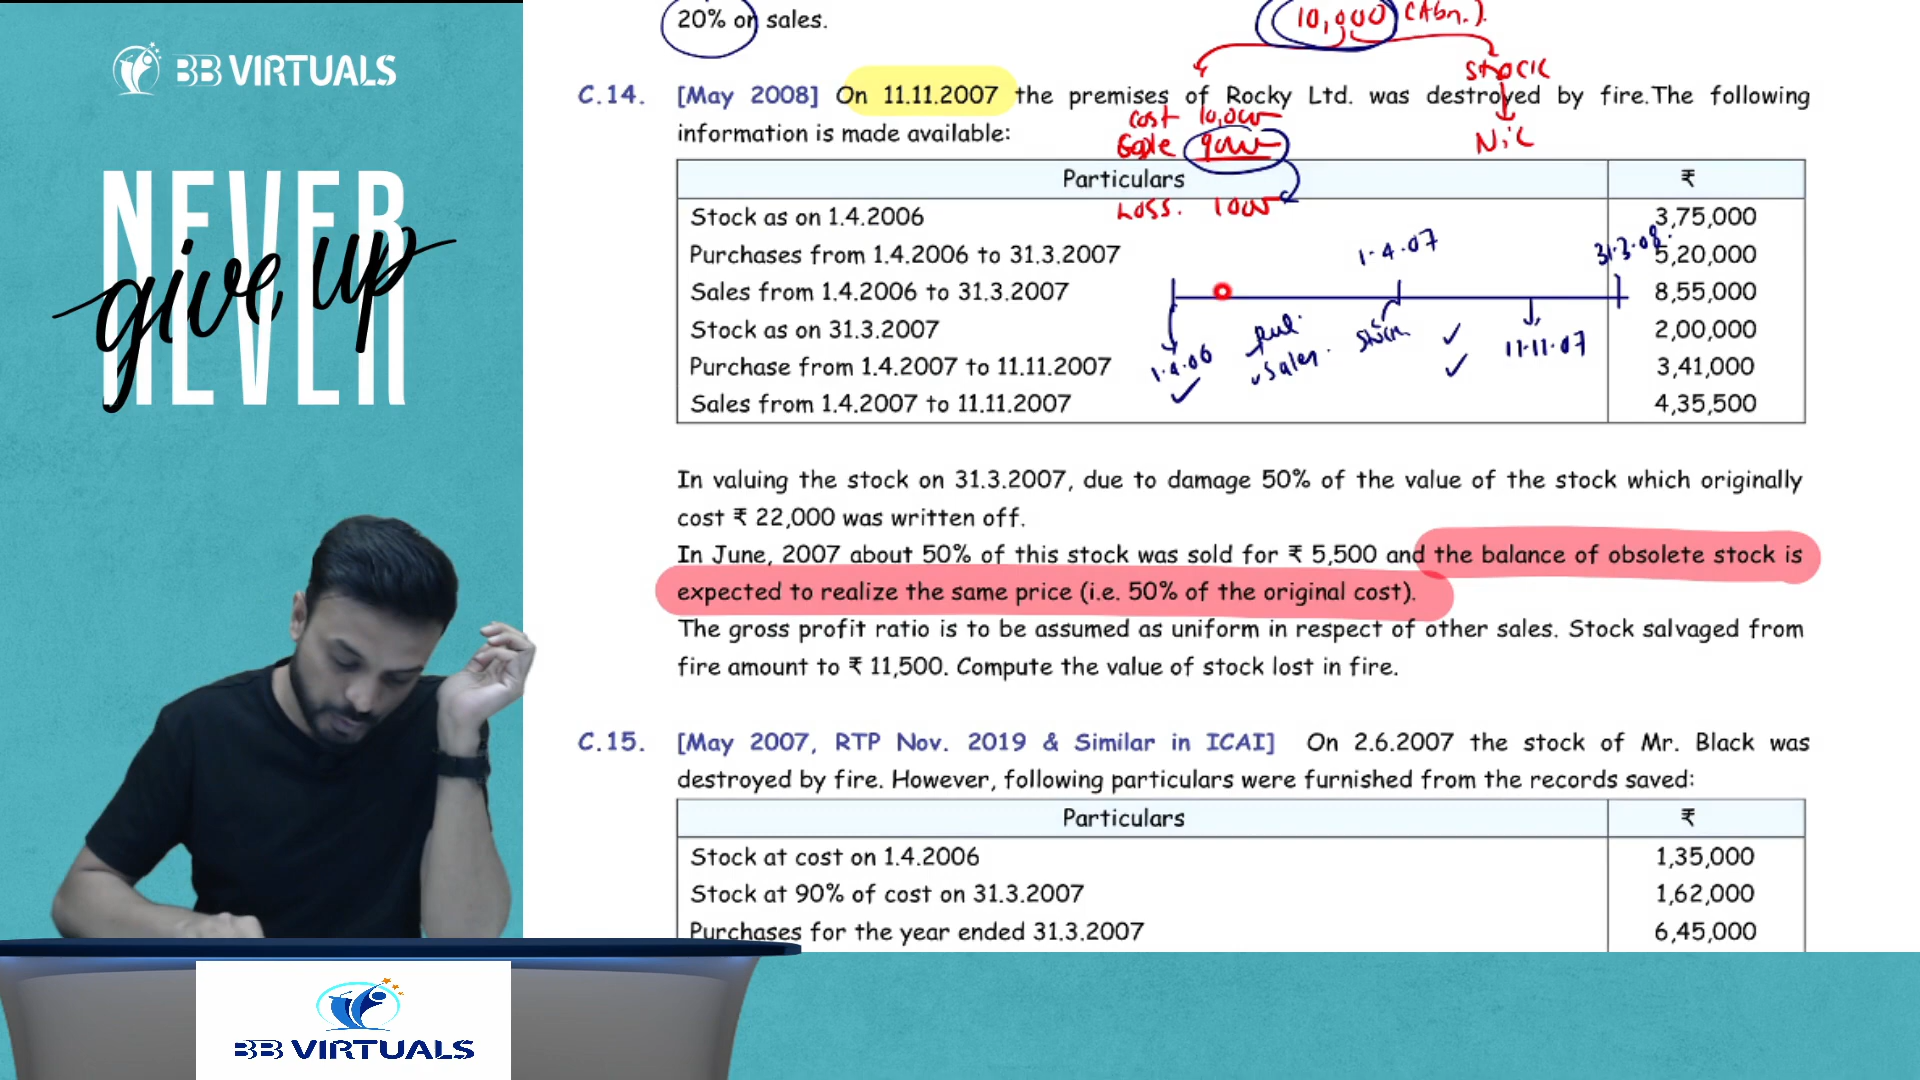 BB VIRTUALS
NEVER
give up
NEVER
BB VIRTUALS
20% on sales.
10,000 (Abn.).
Stock
Nil
C.14. [May 2008] On 11.11.2007 the premises of Rocky Ltd. was destroyed by fire.The following
information is made available:
Cost 10,000
Sale 9000
Loss. 1000
Particulars ₹
Stock as on 1.4.2006 3,75,000
Purchases from 1.4.2006 to 31.3.2007 5,20,000
Sales from 1.4.2006 to 31.3.2007 8,55,000
Stock as on 31.3.2007 2,00,000
Purchase from 1.4.2007 to 11.11.2007 3,41,000
Sales from 1.4.2007 to 11.11.2007 4,35,500
1.4.07
31.3.08.
1.4.06
Pur.
Sales.
Stock
11.11.07
In valuing the stock on 31.3.2007, due to damage 50% of the value of the stock which originally
cost ₹ 22,000 was written off.
In June, 2007 about 50% of this stock was sold for ₹ 5,500 and the balance of obsolete stock is
expected to realize the same price (i.e. 50% of the original cost).
The gross profit ratio is to be assumed as uniform in respect of other sales. Stock salvaged from
fire amount to ₹ 11,500. Compute the value of stock lost in fire.
C.15. [May 2007, RTP Nov. 2019 & Similar in ICAI] On 2.6.2007 the stock of Mr. Black was
destroyed by fire. However, following particulars were furnished from the records saved:
Particulars ₹
Stock at cost on 1.4.2006 1,35,000
Stock at 90% of cost on 31.3.2007 1,62,000
Purchases for the year ended 31.3.2007 6,45,000